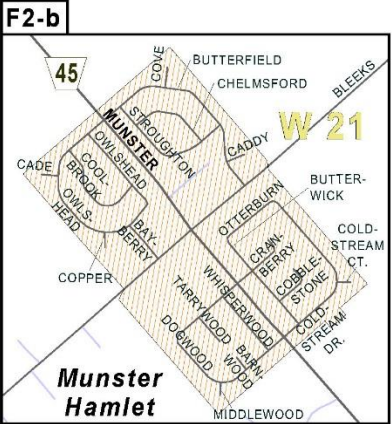 F2-b
45
COVE
BUTTERFIELD
CHELMSFORD
BLEEKS
MUNSTER
STROUGHTON
W 21
CADDY
OWLSHEAD
CADE
COOL-
BROOK
OWLS-
HEAD
BAY-
BERRY
COPPER
OTTERBURN
BUTTER-
WICK
COLD-
STREAM
CT.
CRAN-
BERRY
COBBLE-
STONE
WHISPERWOOD
TARRYWOOD
COLD-
STREAM
DR.
DOGWOOD
BARN-
WOOD
Munster
Hamlet
MIDDLEWOOD